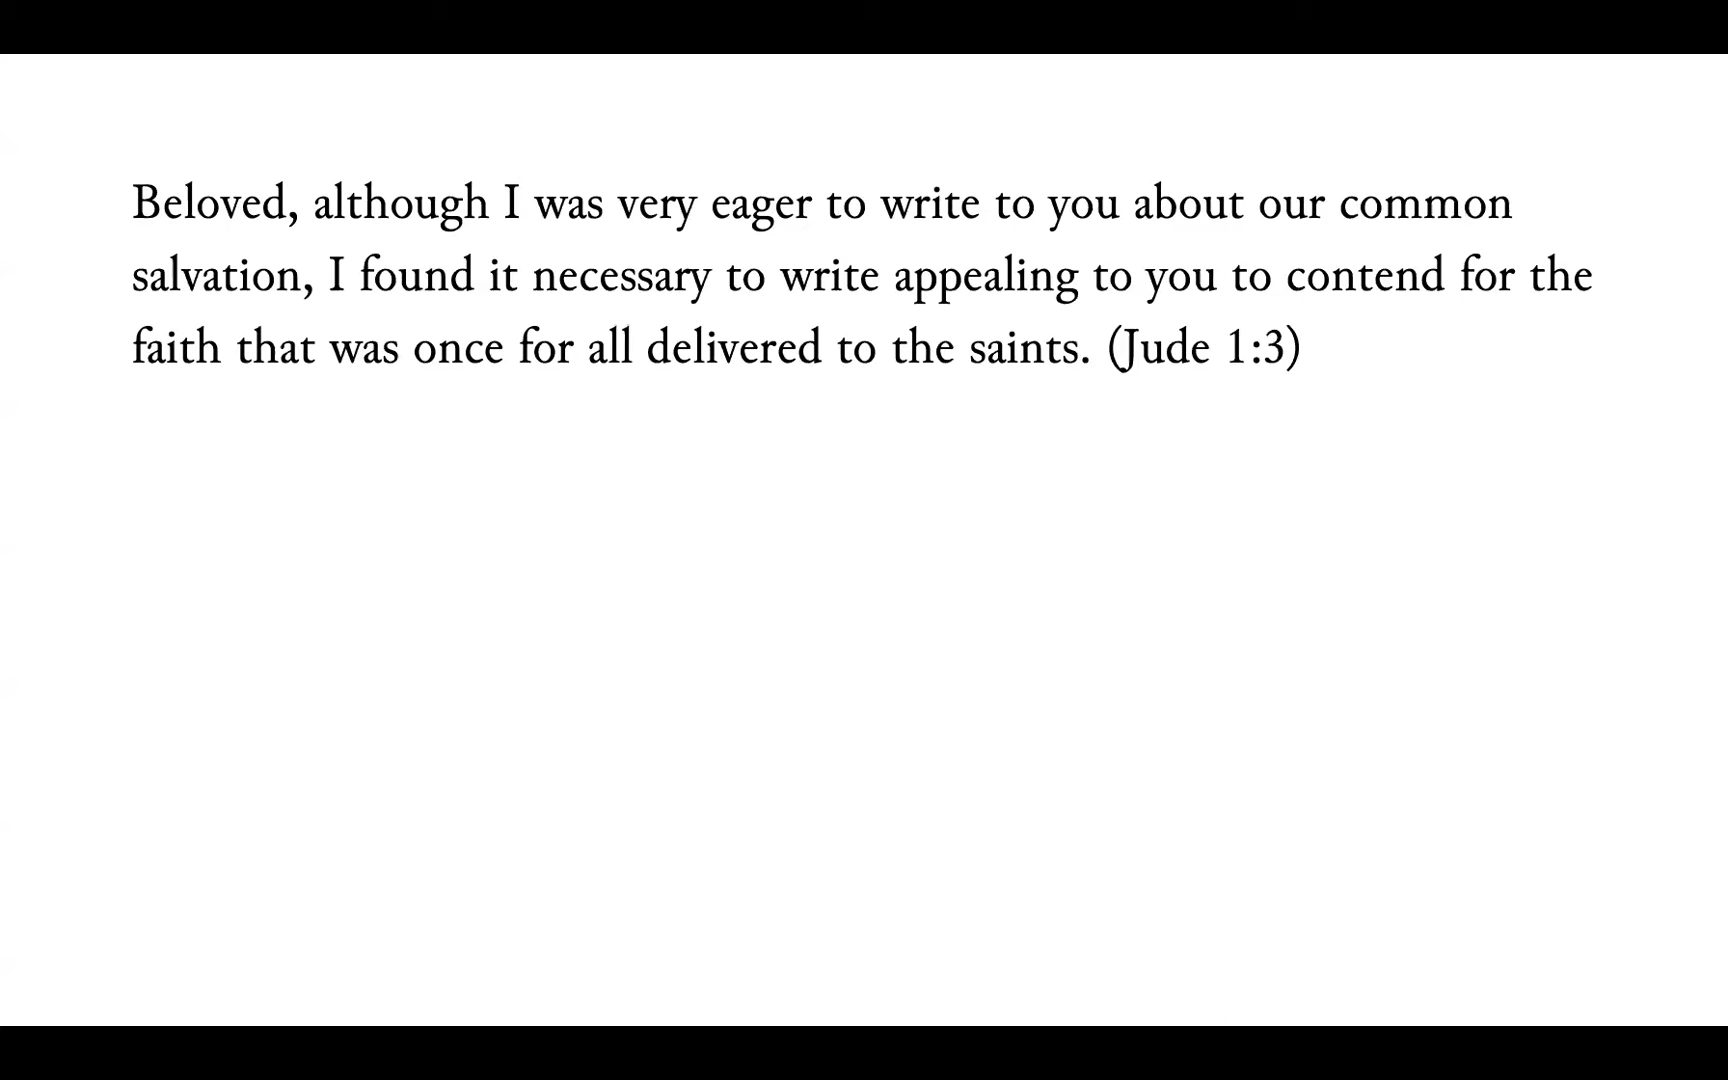 Beloved, although I was very eager to write to you about our common
salvation, I found it necessary to write appealing to you to contend for the
faith that was once for all delivered to the saints. (Jude 1:3)